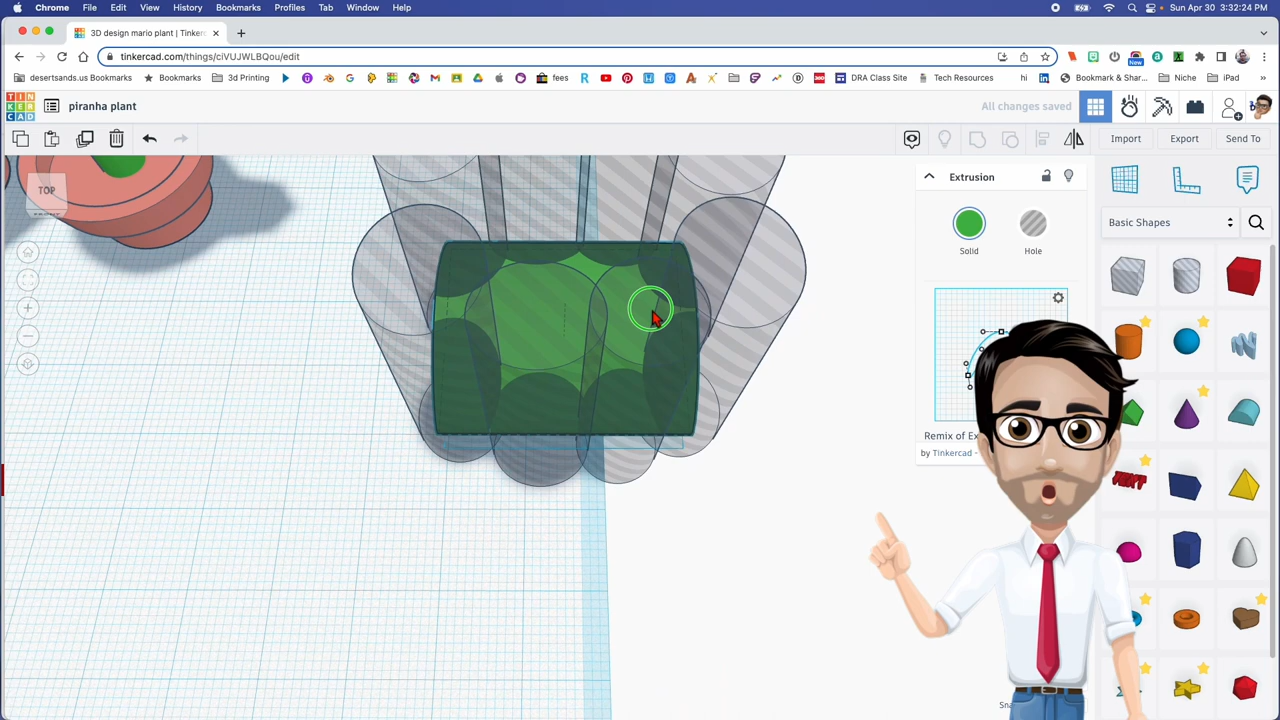 Chrome File Edit View History Bookmarks Profiles Tab Window Help
Sun Apr 30 3:32:24 PM
3D design mario plant | Tinker
tinkercad.com/things/ciVUJWLBQou/edit
desertsands.us Bookmarks Bookmarks 3d Printing fees DRA Class Site Tech Resources hi Bookmark & Shar... Niche iPad
New
TIN
KER
CAD
piranha plant
All changes saved
Import Export Send To
TOP
FRONT
Extrusion
Solid Hole
Basic Shapes
Remix of Ex
by Tinkercad -
TEXT